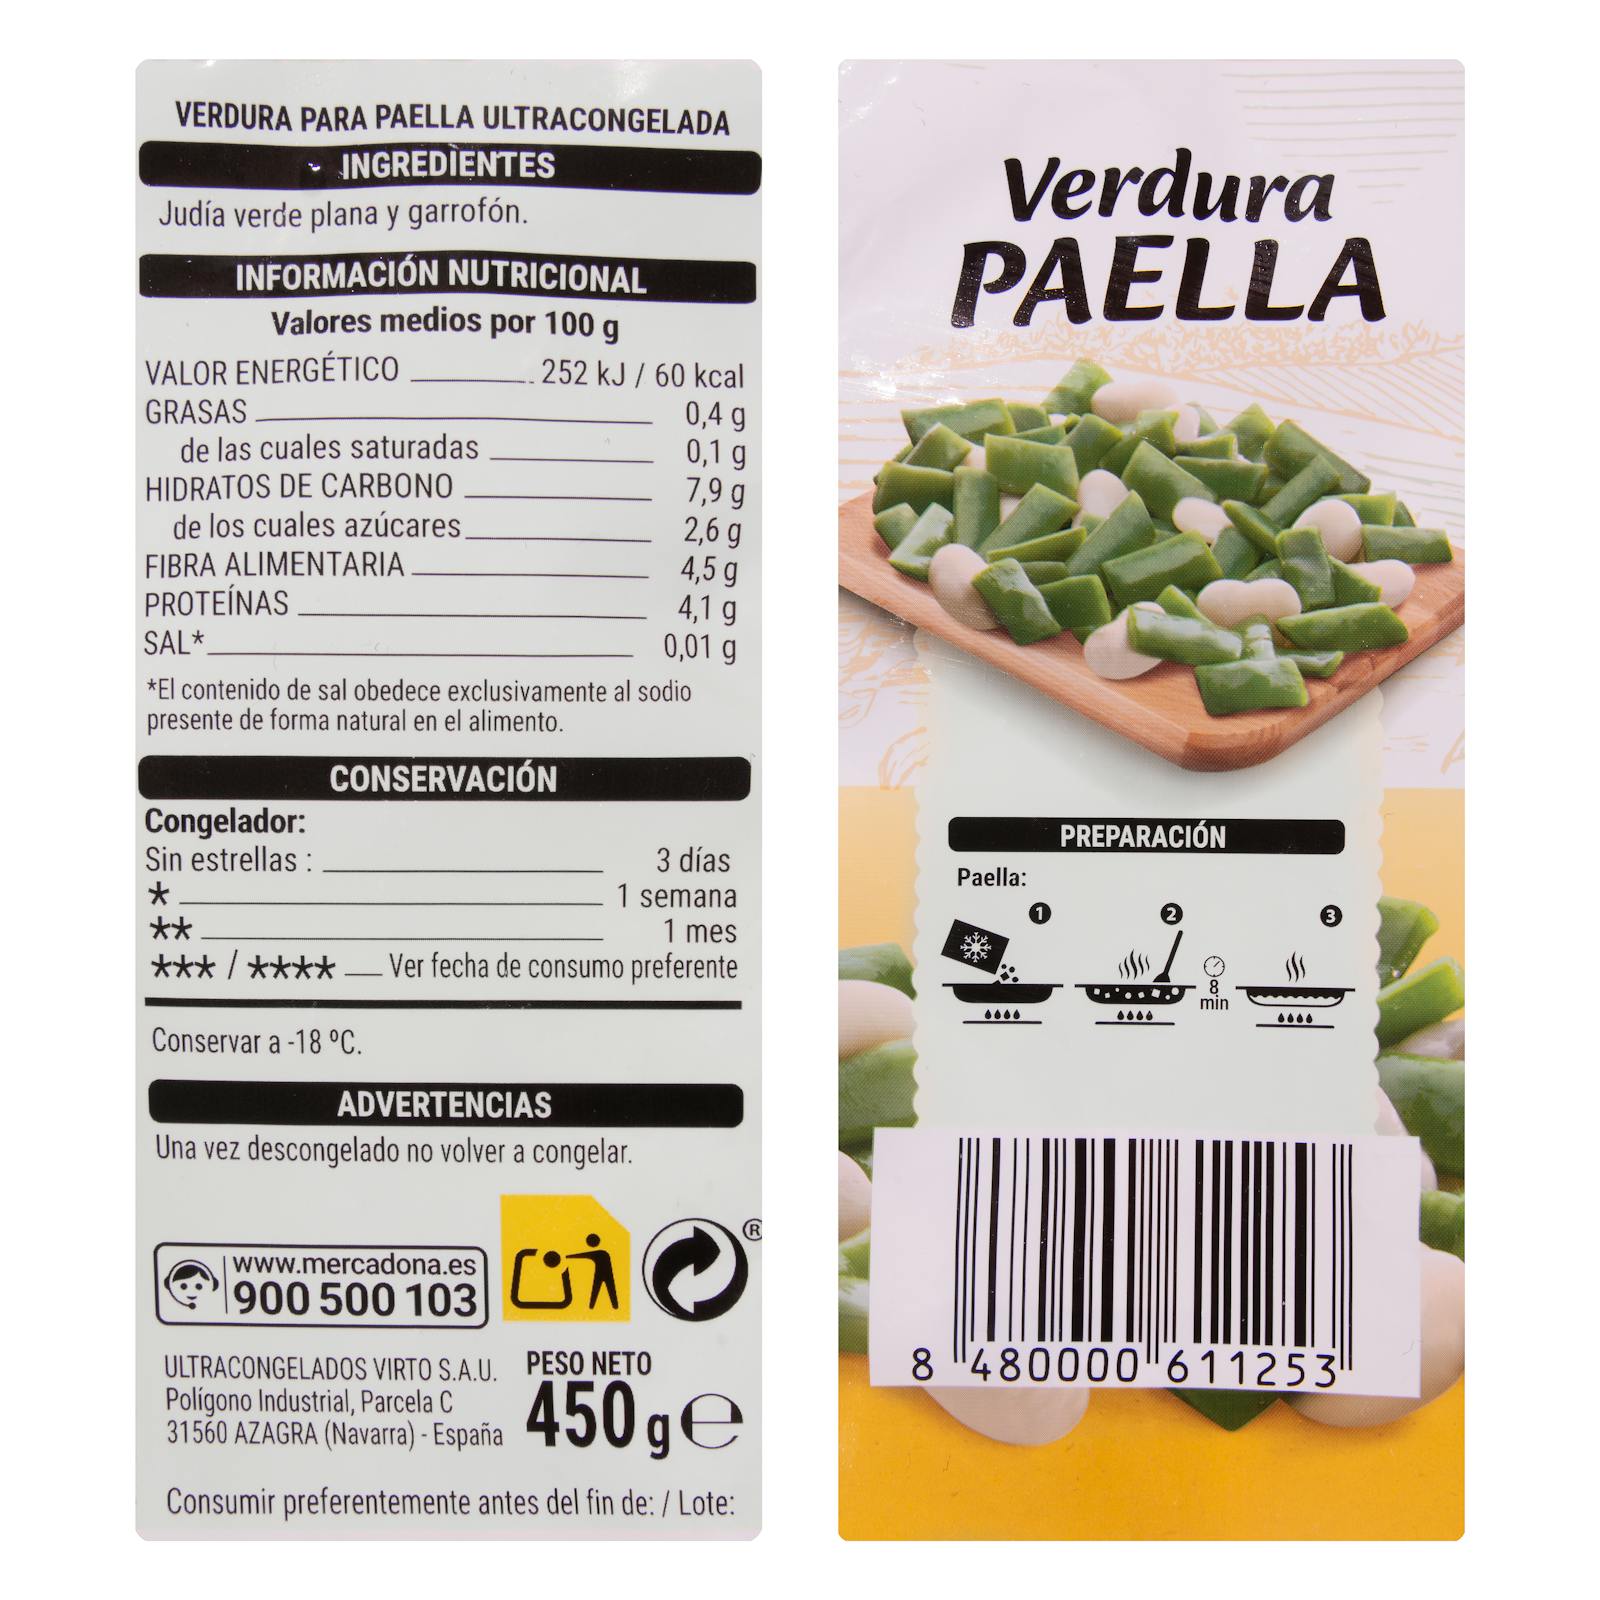 VERDURA PARA PAELLA ULTRACONGELADA
INGREDIENTES
Judía verde plana y garrofón.
INFORMACIÓN NUTRICIONAL
Valores medios por 100 g
VALOR ENERGÉTICO 252 kJ / 60 kcal
GRASAS 0,4 g
de las cuales saturadas 0,1 g
HIDRATOS DE CARBONO 7,9 g
de los cuales azúcares 2,6 g
FIBRA ALIMENTARIA 4,5 g
PROTEÍNAS 4,1 g
SAL* 0,01 g
*El contenido de sal obedece exclusivamente al sodio
presente de forma natural en el alimento.
CONSERVACIÓN
Congelador:
Sin estrellas : 3 días
* 1 semana
** 1 mes
*** / **** Ver fecha de consumo preferente
Conservar a -18 ºC.
ADVERTENCIAS
Una vez descongelado no volver a congelar.
www.mercadona.es
900 500 103
®
ULTRACONGELADOS VIRTO S.A.U.
Polígono Industrial, Parcela C
31560 AZAGRA (Navarra) - España
PESO NETO
450 g e
Consumir preferentemente antes del fin de: / Lote:
Verdura
PAELLA
PREPARACIÓN
Paella:
1 2 3
8
min
8 480000 611253